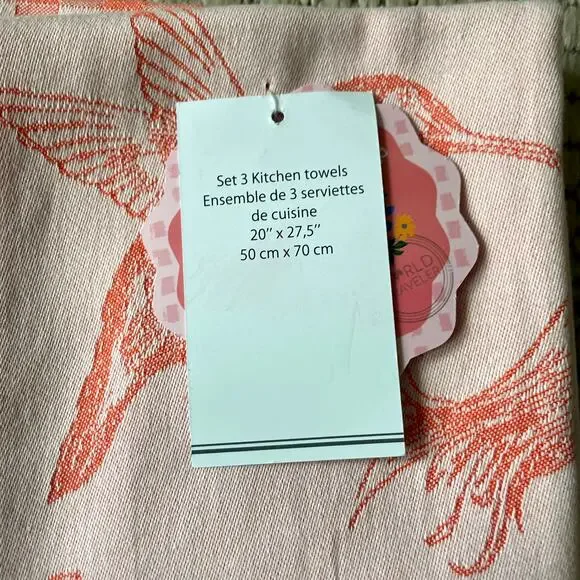 Set 3 Kitchen towels
Ensemble de 3 serviettes
de cuisine
20’’ x 27,5’’
50 cm x 70 cm